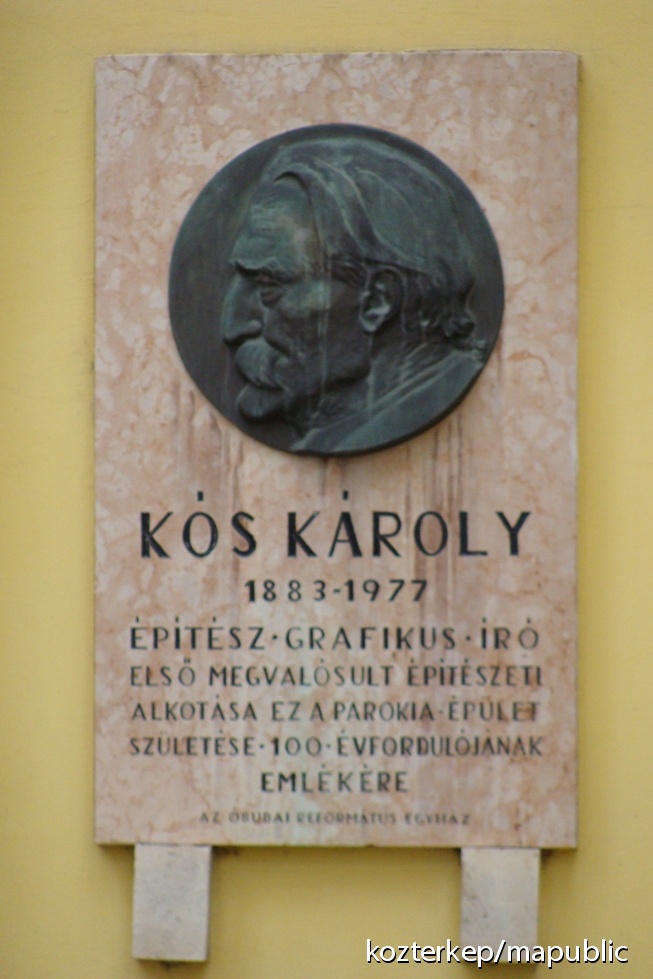 KÓS KÁROLY
1883-1977
ÉPÍTÉSZ·GRAFIKUS·ÍRÓ
ELSŐ MEGVALÓSULT ÉPÍTÉSZETI
ALKOTÁSA EZ A PAROKIA·ÉPÜLET
SZÜLETÉSE·100·ÉVFORDULÓJÁNAK
EMLÉKÉRE
AZ ÓBUDAI REFORMÁTUS EGYHÁZ
kozterkep/mapublic